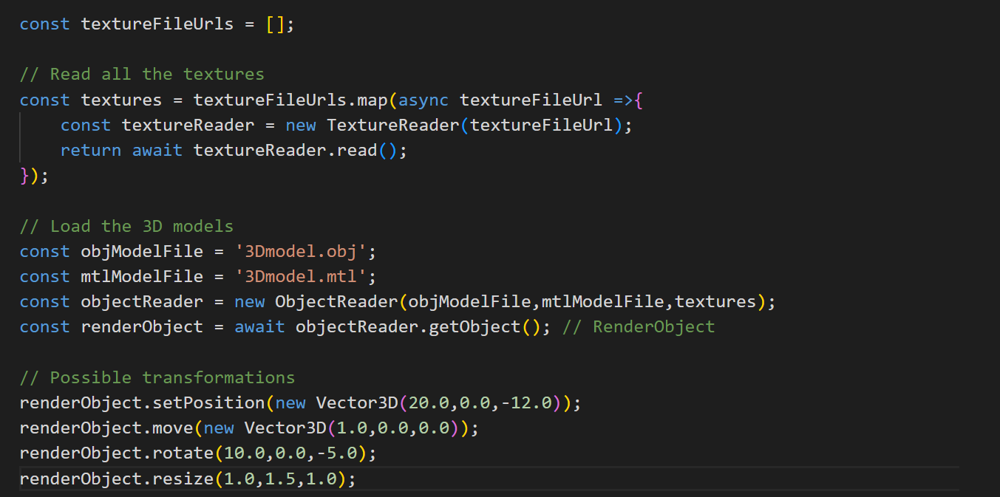 const textureFileUrls = [];
// Read all the textures
const textures = textureFileUrls.map(async textureFileUrl =>{
    const textureReader = new TextureReader(textureFileUrl);
    return await textureReader.read();
});
// Load the 3D models
const objModelFile = '3Dmodel.obj';
const mtlModelFile = '3Dmodel.mtl';
const objectReader = new ObjectReader(objModelFile,mtlModelFile,textures);
const renderObject = await objectReader.getObject(); // RenderObject
// Possible transformations
renderObject.setPosition(new Vector3D(20.0,0.0,-12.0));
renderObject.move(new Vector3D(1.0,0.0,0.0));
renderObject.rotate(10.0,0.0,-5.0);
renderObject.resize(1.0,1.5,1.0);